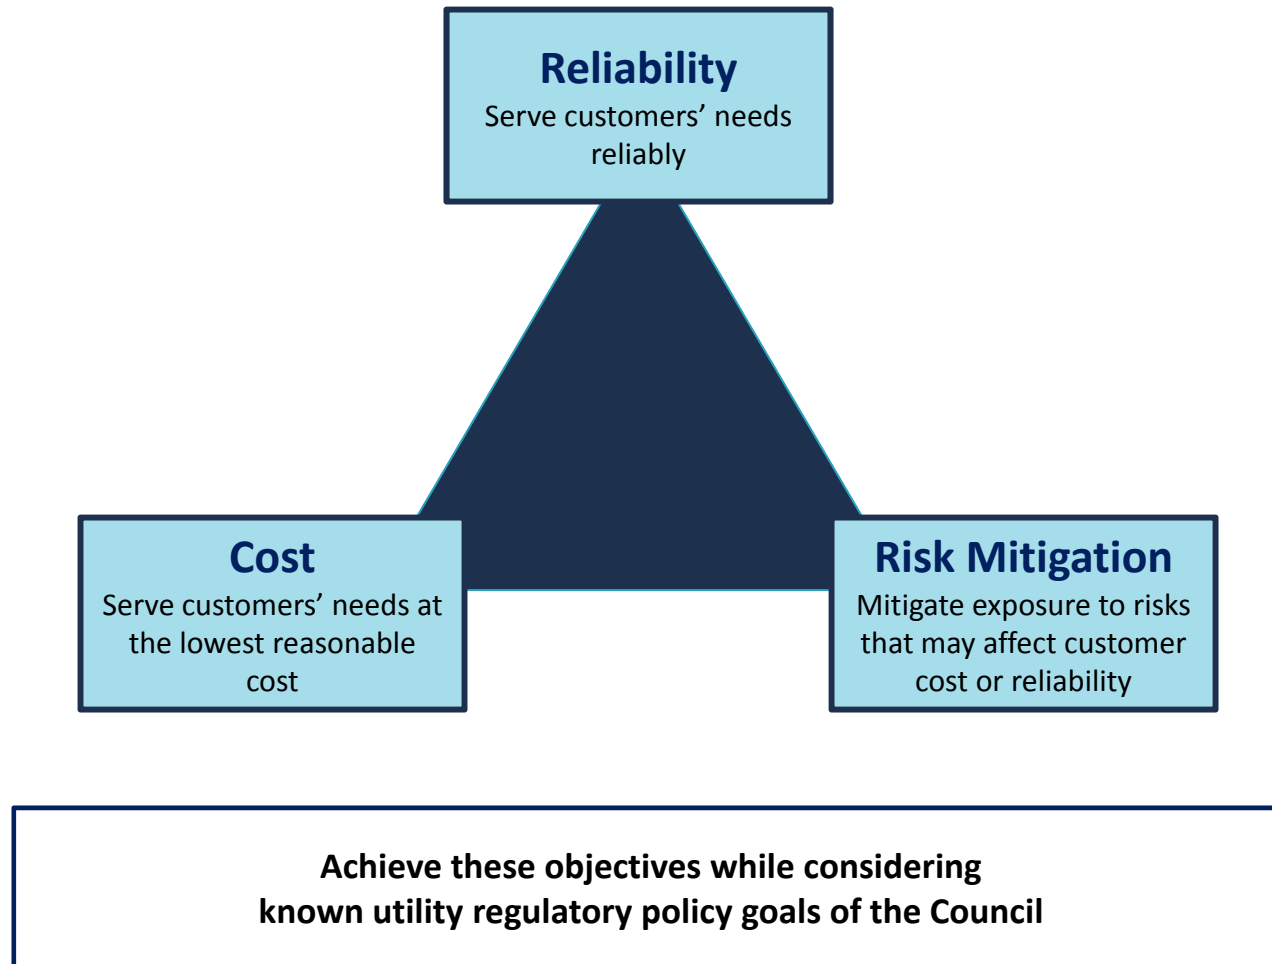 Reliability
Serve customers’ needs
reliably
Cost
Serve customers’ needs at
the lowest reasonable
cost
Risk Mitigation
Mitigate exposure to risks
that may affect customer
cost or reliability
Achieve these objectives while considering
known utility regulatory policy goals of the Council